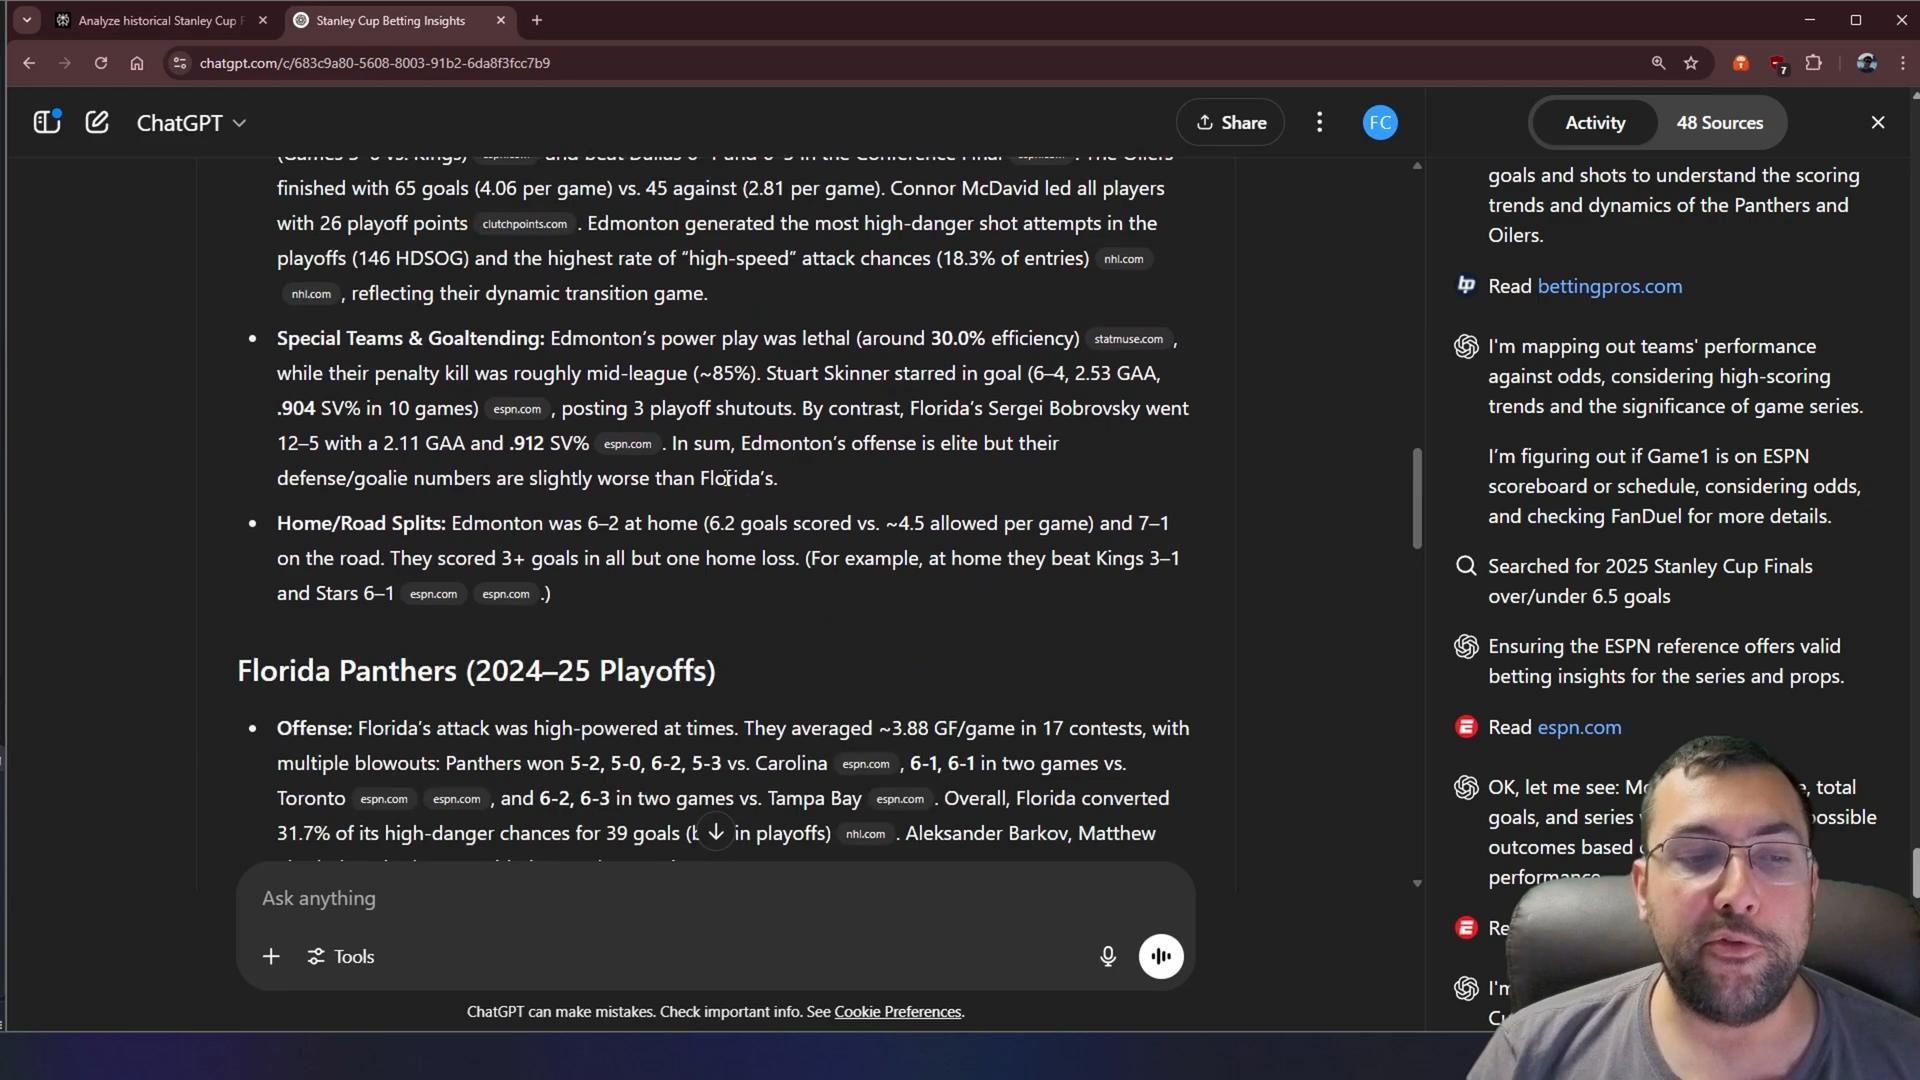 Analyze historical Stanley Cup F
Stanley Cup Betting Insights
chatgpt.com/c/683c9a80-5608-8003-91b2-6da8f3fcc7b9
7
ChatGPT
Share
FC
Activity
48 Sources
and beat Dallas
in the Conference Final
finished with 65 goals (4.06 per game) vs. 45 against (2.81 per game). Connor McDavid led all players
with 26 playoff points clutchpoints.com . Edmonton generated the most high-danger shot attempts in the
playoffs (146 HDSOG) and the highest rate of “high-speed” attack chances (18.3% of entries) nhl.com
nhl.com , reflecting their dynamic transition game.
• Special Teams & Goaltending: Edmonton’s power play was lethal (around 30.0% efficiency) statmuse.com ,
while their penalty kill was roughly mid-league (~85%). Stuart Skinner starred in goal (6–4, 2.53 GAA,
.904 SV% in 10 games) espn.com , posting 3 playoff shutouts. By contrast, Florida’s Sergei Bobrovsky went
12–5 with a 2.11 GAA and .912 SV% espn.com . In sum, Edmonton’s offense is elite but their
defense/goalie numbers are slightly worse than Florida’s.
• Home/Road Splits: Edmonton was 6–2 at home (6.2 goals scored vs. ~4.5 allowed per game) and 7–1
on the road. They scored 3+ goals in all but one home loss. (For example, at home they beat Kings 3–1
and Stars 6–1 espn.com espn.com .)
Florida Panthers (2024–25 Playoffs)
• Offense: Florida’s attack was high-powered at times. They averaged ~3.88 GF/game in 17 contests, with
multiple blowouts: Panthers won 5-2, 5-0, 6-2, 5-3 vs. Carolina espn.com , 6-1, 6-1 in two games vs.
Toronto espn.com espn.com , and 6-2, 6-3 in two games vs. Tampa Bay espn.com . Overall, Florida converted
31.7% of its high-danger chances for 39 goals ( in playoffs) nhl.com . Aleksander Barkov, Matthew
Ask anything
Tools
ChatGPT can make mistakes. Check important info. See Cookie Preferences.
goals and shots to understand the scoring
trends and dynamics of the Panthers and
Oilers.
Read bettingpros.com
I'm mapping out teams' performance
against odds, considering high-scoring
trends and the significance of game series.
I’m figuring out if Game1 is on ESPN
scoreboard or schedule, considering odds,
and checking FanDuel for more details.
Searched for 2025 Stanley Cup Finals
over/under 6.5 goals
Ensuring the ESPN reference offers valid
betting insights for the series and props.
Read espn.com
OK, let me see: , total
goals, and series possible
outcomes based
performance
I'm